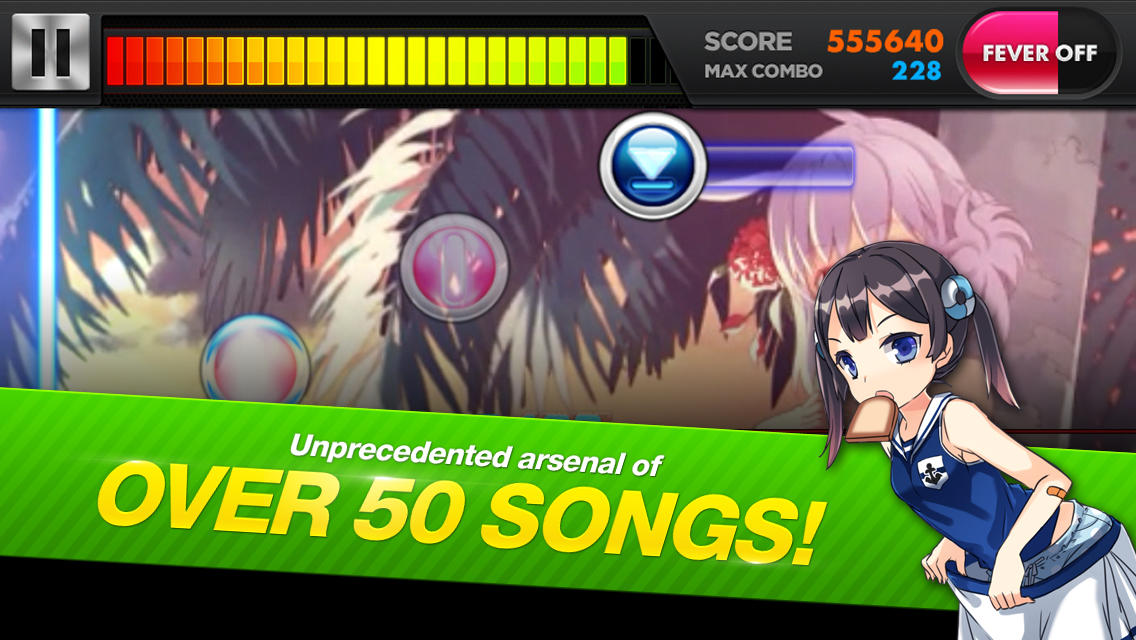 SCORE 555640
MAX COMBO 228
FEVER OFF
Unprecedented arsenal of
OVER 50 SONGS!